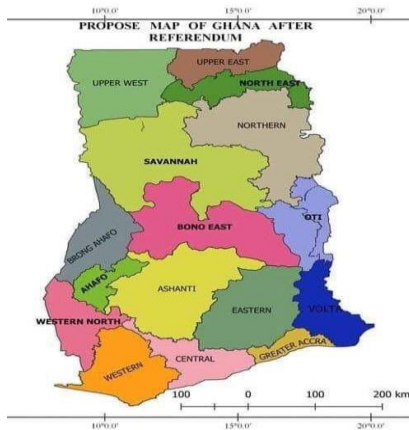 10°0.0' 15°0.0' 20°0.0'
PROPOSE MAP OF GHANA AFTER
REFERENDUM
UPPER EAST
UPPER WEST
NORTH EAST
NORTHERN
SAVANNAH
OTI
BONO EAST
BRONG AHAFO
AHAFO
ASHANTI
EASTERN
VOLTA
WESTERN NORTH
GREATER ACCRA
CENTRAL
WESTERN
100 0 100 200 km
10°0.0' 15°0.0' 20°0.0'